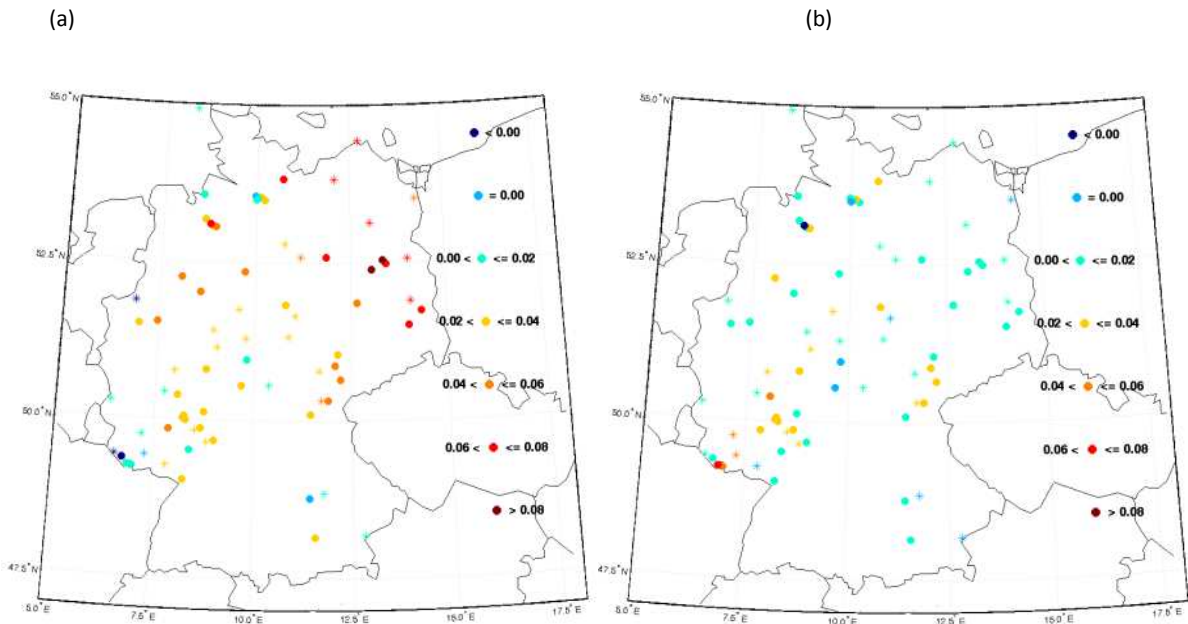 (a)
(b)
55.0°N
52.5°N
50.0°N
47.5°N
5.0°E
7.5°E
10.0°E
12.5°E
15.0°E
17.5°E
< 0.00
= 0.00
0.00 < <= 0.02
0.02 < <= 0.04
0.04 < <= 0.06
0.06 < <= 0.08
> 0.08
55.0°N
52.5°N
50.0°N
47.5°N
5.0°E
7.5°E
10.0°E
12.5°E
15.0°E
17.5°E
< 0.00
= 0.00
0.00 < <= 0.02
0.02 < <= 0.04
0.04 < <= 0.06
0.06 < <= 0.08
> 0.08